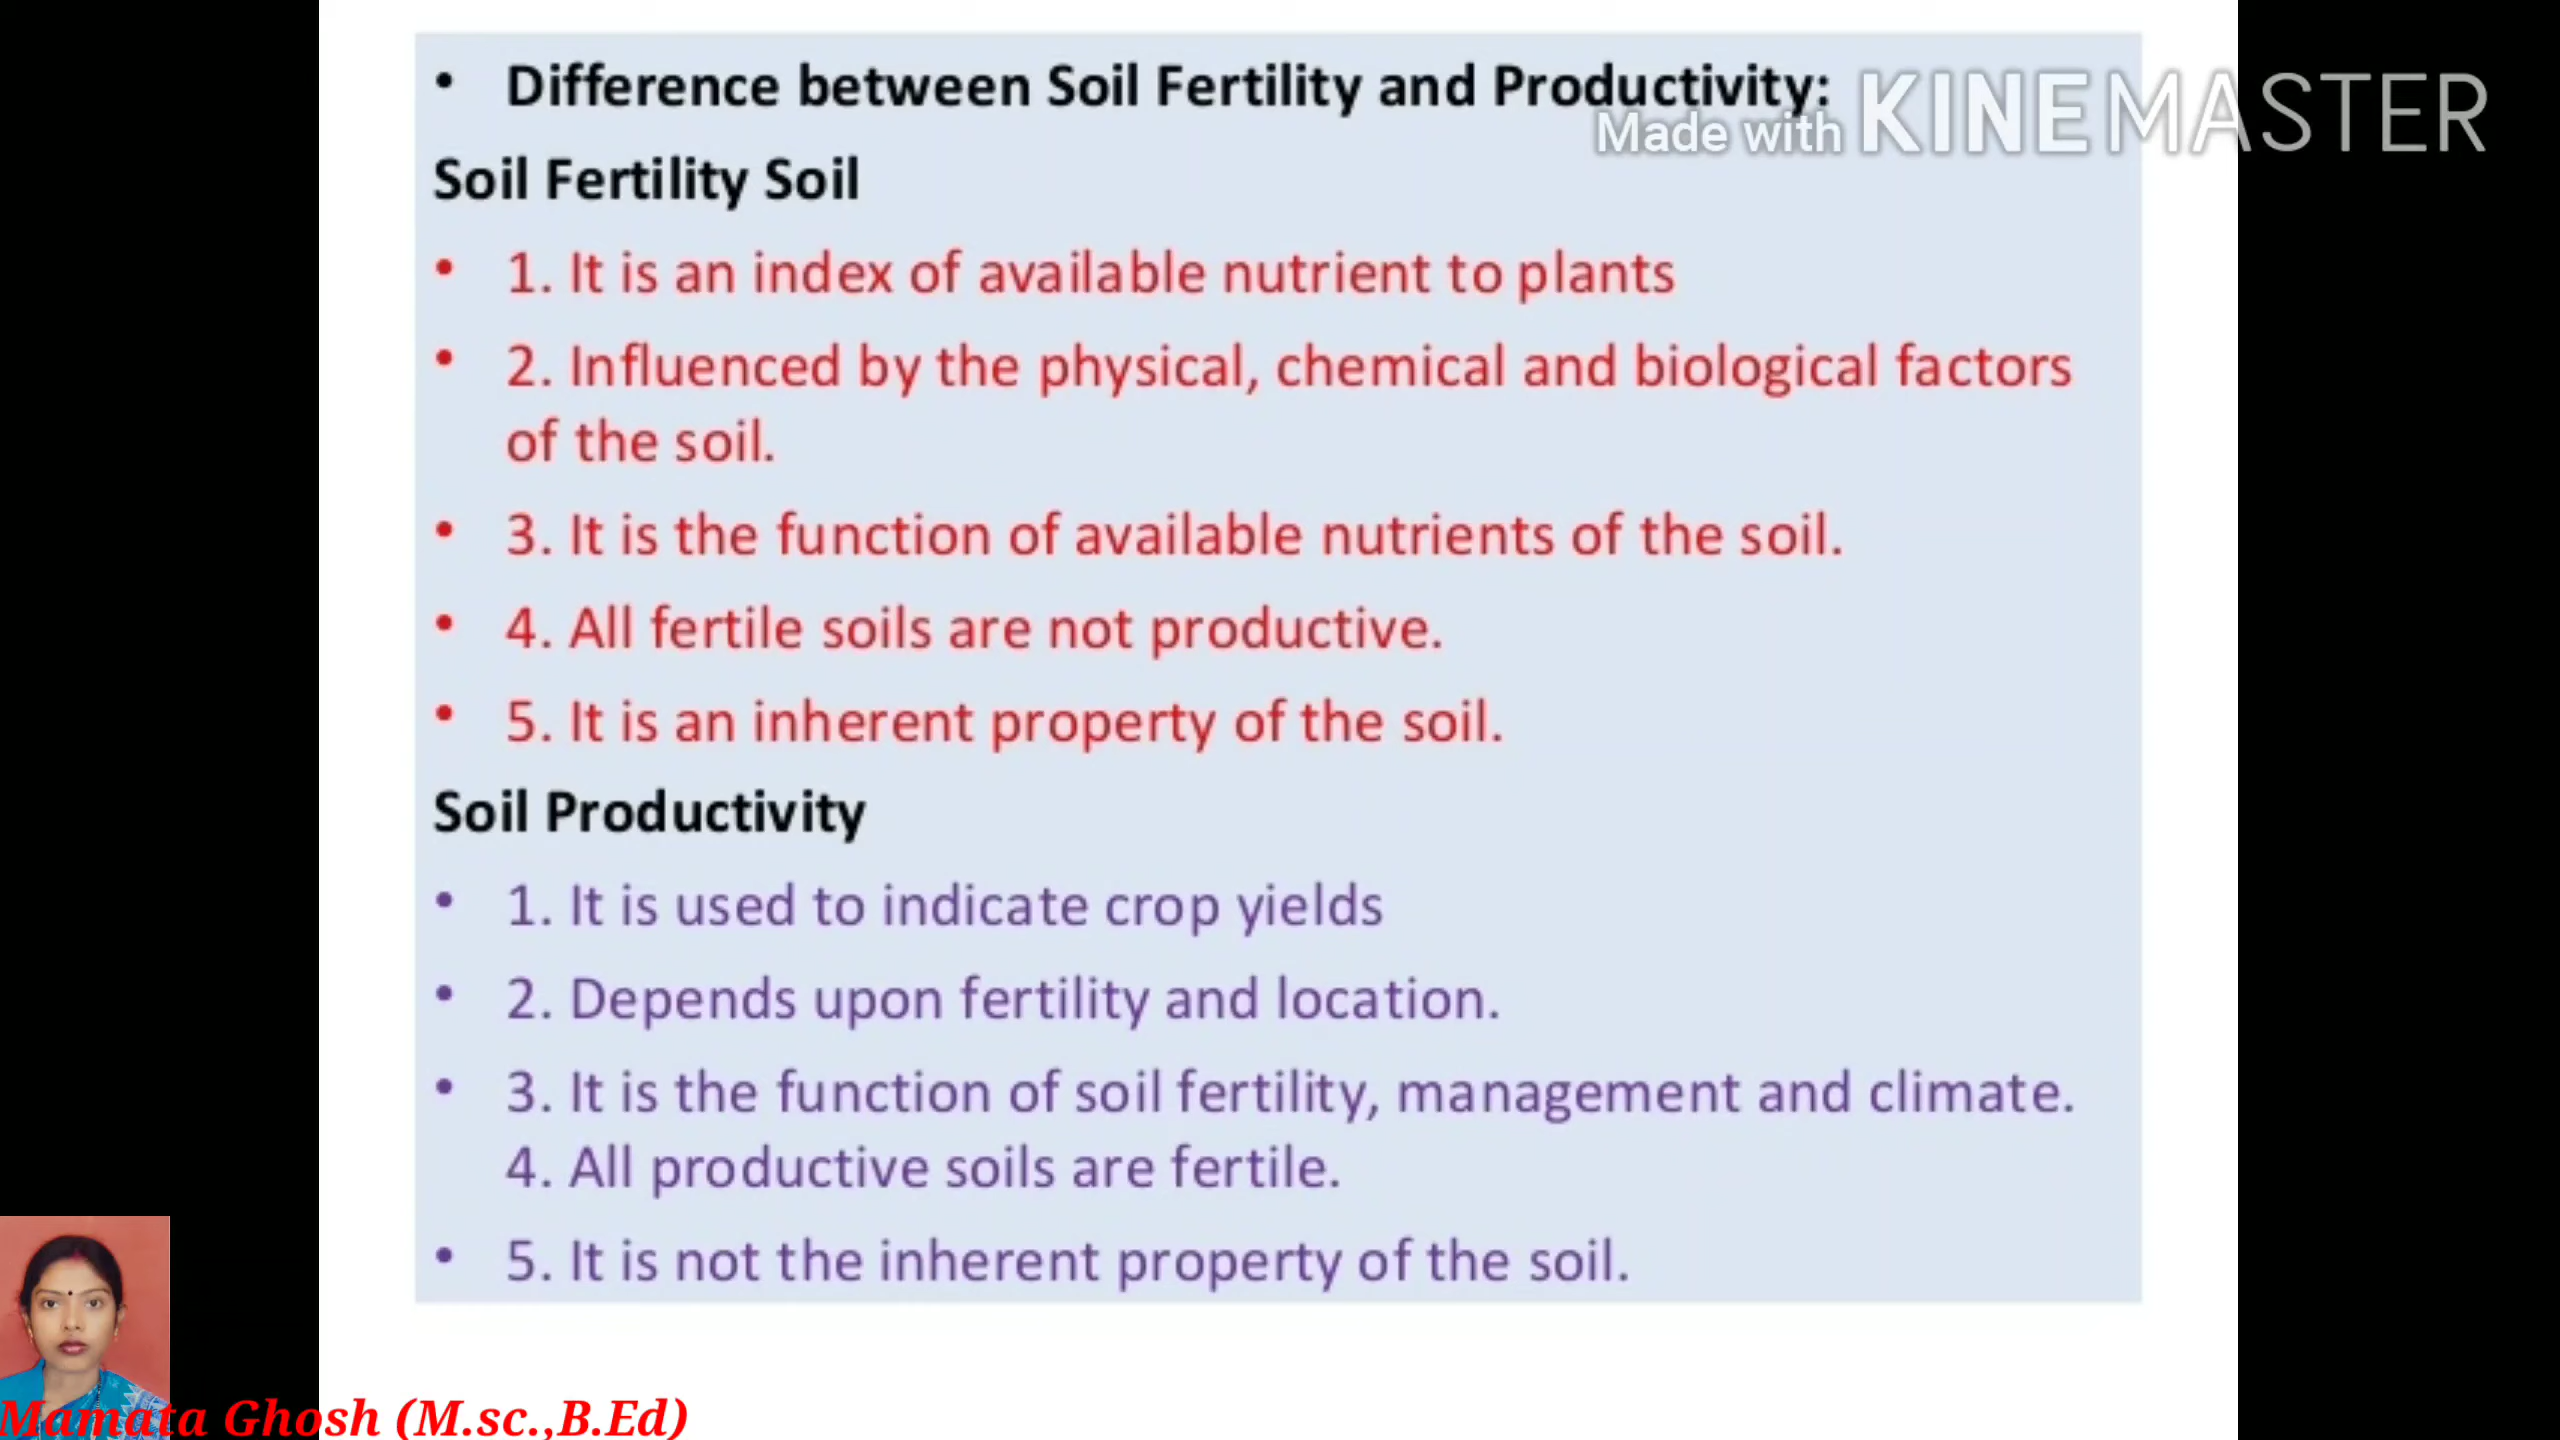 • Difference between Soil Fertility and Productivity:
Made with KINEMASTER
Soil Fertility Soil
• 1. It is an index of available nutrient to plants
• 2. Influenced by the physical, chemical and biological factors
of the soil.
• 3. It is the function of available nutrients of the soil.
• 4. All fertile soils are not productive.
• 5. It is an inherent property of the soil.
Soil Productivity
• 1. It is used to indicate crop yields
• 2. Depends upon fertility and location.
• 3. It is the function of soil fertility, management and climate.
4. All productive soils are fertile.
• 5. It is not the inherent property of the soil.
Mamata Ghosh (M.sc.,B.Ed)